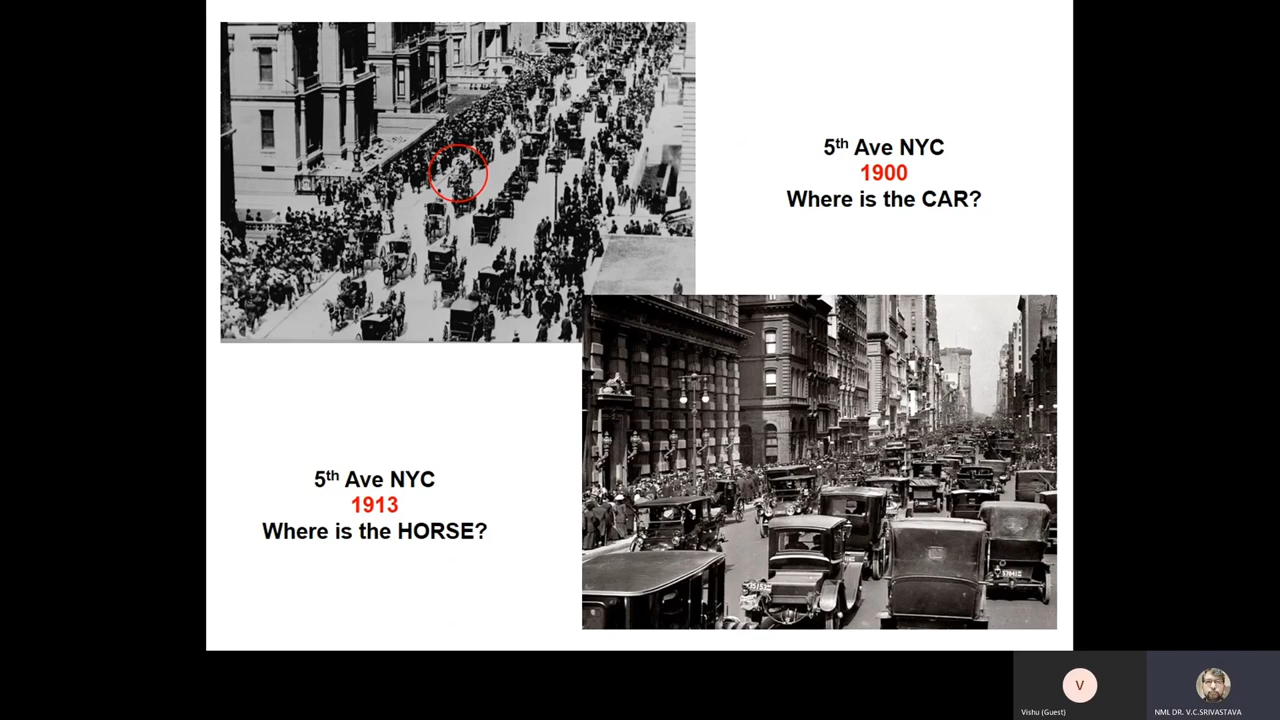 5th Ave NYC
1900
Where is the CAR?
5th Ave NYC
1913
Where is the HORSE?
V
Vishu (Guest)
NML DR. V.C.SRIVASTAVA